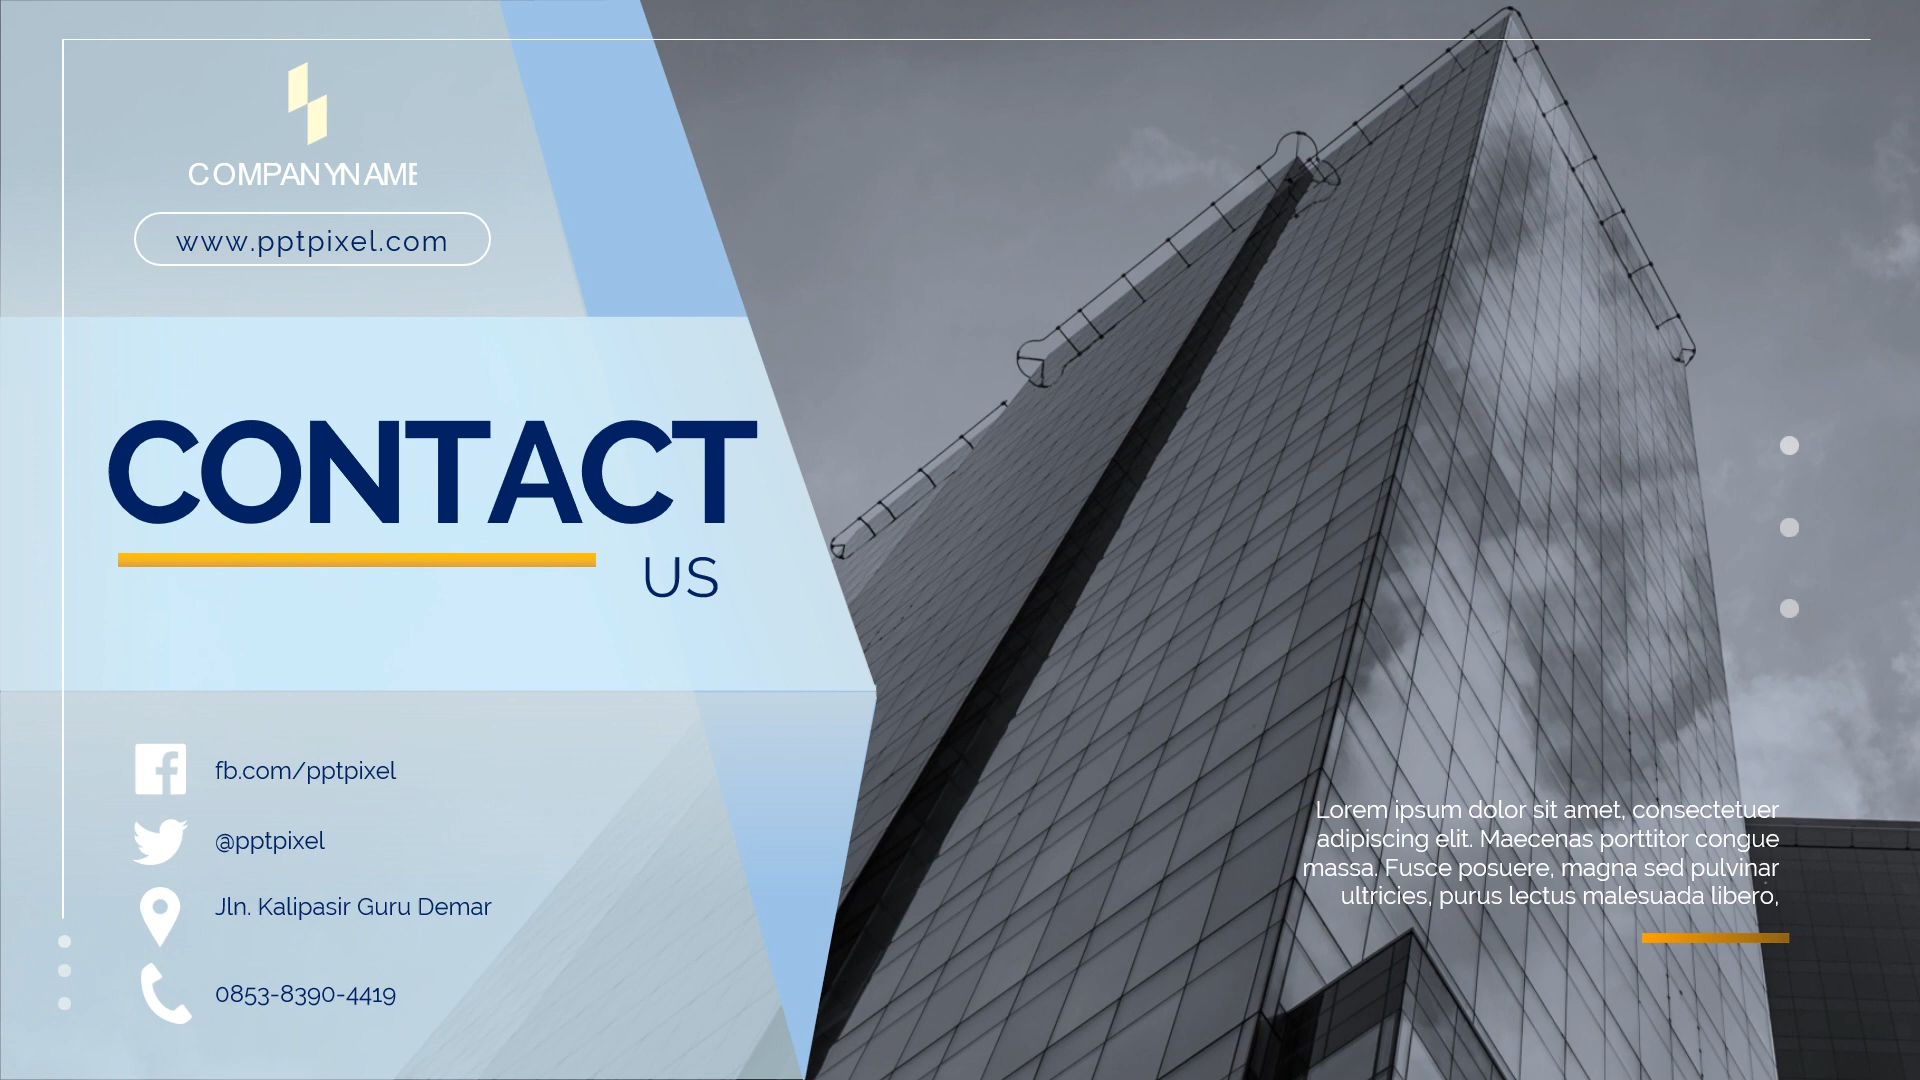 COMPANYNAME
www.pptpixel.com
CONTACT
US
fb.com/pptpixel
@pptpixel
Jln. Kalipasir Guru Demar
0853-8390-4419
Lorem ipsum dolor sit amet, consectetuer
adipiscing elit. Maecenas porttitor congue
massa. Fusce posuere, magna sed pulvinar
ultricies, purus lectus malesuada libero,